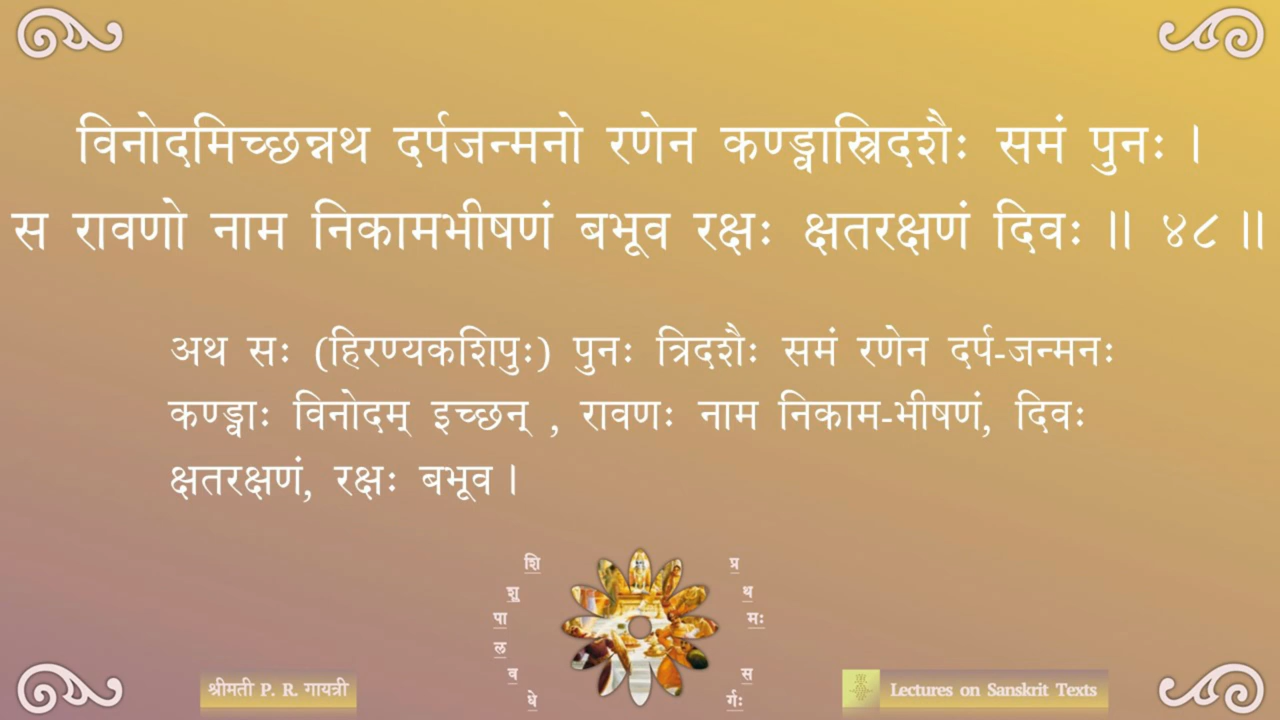 विनोदमिच्छन्नथ दर्पजन्मनो रणेन कण्ड्वास्त्रिदशैः समं पुनः ।
स रावणो नाम निकामभीषणं बभूव रक्षः क्षतरक्षणं दिवः ॥ ४८ ॥
अथ सः (हिरण्यकशिपुः) पुनः त्रिदशैः समं रणेन दर्प-जन्मनः
कण्ड्वाः विनोदम् इच्छन् , रावणः नाम निकाम-भीषणं, दिवः
क्षतरक्षणं, रक्षः बभूव ।
शि
शु
पा
ल
व
धे
प्र
थ
मः
स
र्गः
श्रीमती P. R. गायत्री
Lectures on Sanskrit Texts